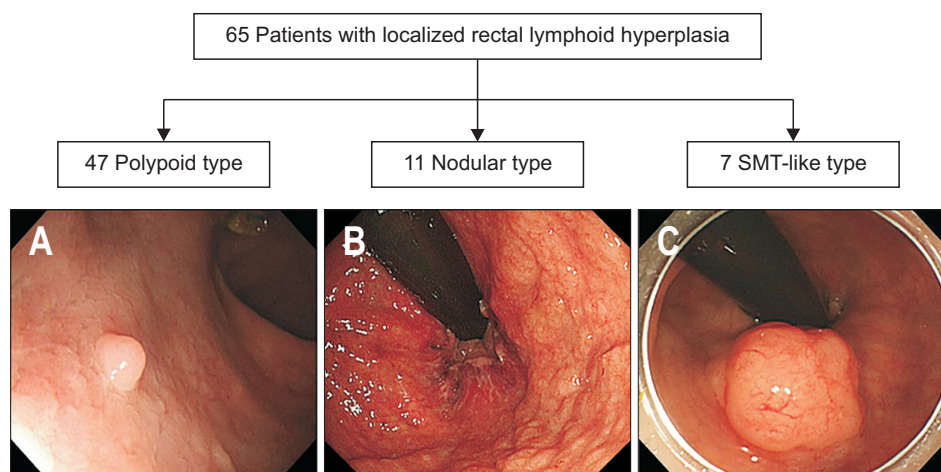 65 Patients with localized rectal lymphoid hyperplasia
47 Polypoid type
11 Nodular type
7 SMT-like type
A
B
C